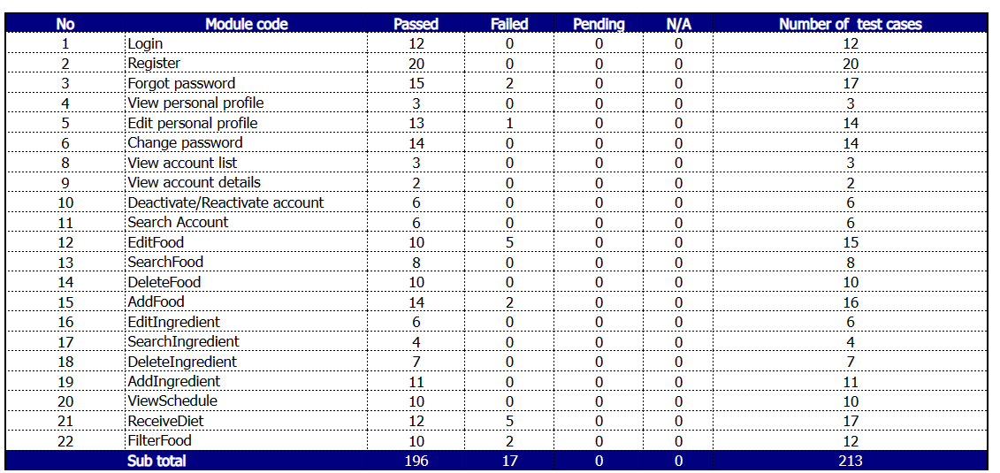 No Module code Passed Failed Pending N/A Number of test cases
1 Login 12 0 0 0 12
2 Register 20 0 0 0 20
3 Forgot password 15 2 0 0 17
4 View personal profile 3 0 0 0 3
5 Edit personal profile 13 1 0 0 14
6 Change password 14 0 0 0 14
8 View account list 3 0 0 0 3
9 View account details 2 0 0 0 2
10 Deactivate/Reactivate account 6 0 0 0 6
11 Search Account 6 0 0 0 6
12 EditFood 10 5 0 0 15
13 SearchFood 8 0 0 0 8
14 DeleteFood 10 0 0 0 10
15 AddFood 14 2 0 0 16
16 EditIngredient 6 0 0 0 6
17 SearchIngredient 4 0 0 0 4
18 DeleteIngredient 7 0 0 0 7
19 AddIngredient 11 0 0 0 11
20 ViewSchedule 10 0 0 0 10
21 ReceiveDiet 12 5 0 0 17
22 FilterFood 10 2 0 0 12
Sub total 196 17 0 0 213